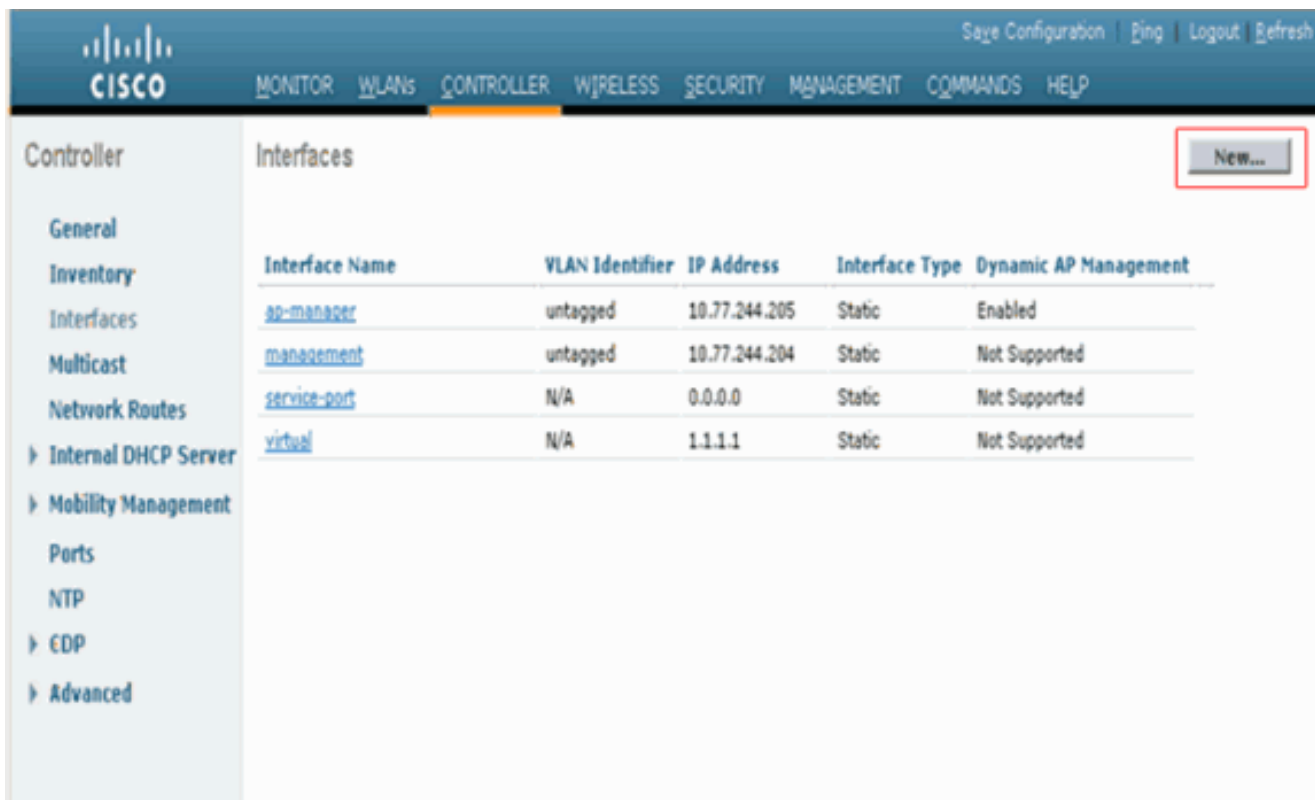 Save Configuration | Ping | Logout | Refresh
CISCO
MONITOR WLANs CONTROLLER WIRELESS SECURITY MANAGEMENT COMMANDS HELP
Controller
General
Inventory
Interfaces
Multicast
Network Routes
Internal DHCP Server
Mobility Management
Ports
NTP
CDP
Advanced
Interfaces
New...
Interface Name VLAN Identifier IP Address Interface Type Dynamic AP Management
ap-manager untagged 10.77.244.205 Static Enabled
management untagged 10.77.244.204 Static Not Supported
service-port N/A 0.0.0.0 Static Not Supported
virtual N/A 1.1.1.1 Static Not Supported